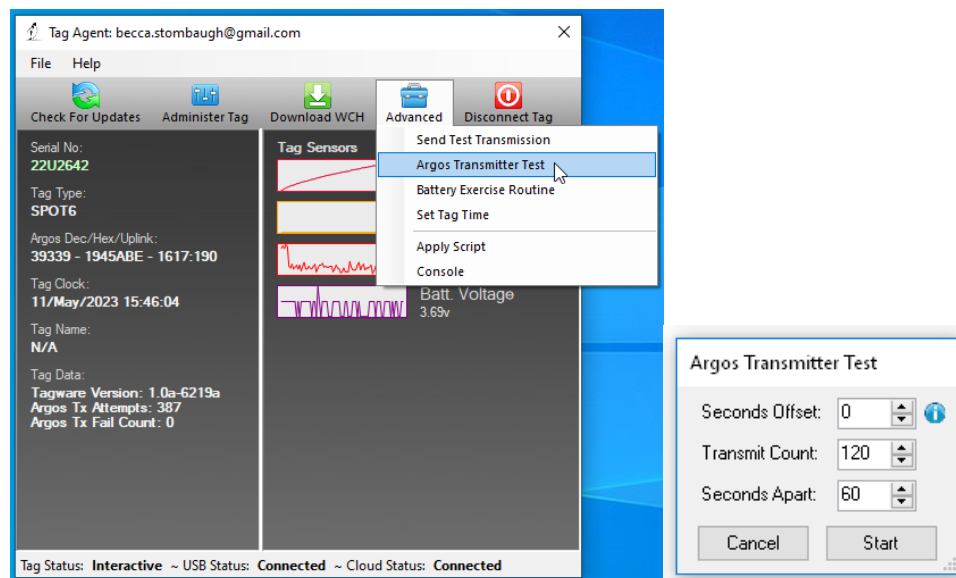 Tag Agent: becca.stombaugh@gmail.com
File Help
Check For Updates Administer Tag Download WCH Advanced Disconnect Tag
Send Test Transmission
Argos Transmitter Test
Battery Exercise Routine
Set Tag Time
Apply Script
Console
Serial No:
22U2642
Tag Type:
SPOT6
Argos Dec/Hex/Uplink:
39339 - 1945ABE - 1617:190
Tag Clock:
11/May/2023 15:46:04
Tag Name:
N/A
Tag Data:
Tagware Version: 1.0a-6219a
Argos Tx Attempts: 387
Argos Tx Fail Count: 0
Tag Sensors
Batt. Voltage
3.69v
Tag Status: Interactive ~ USB Status: Connected ~ Cloud Status: Connected
Argos Transmitter Test
Seconds Offset: 0
Transmit Count: 120
Seconds Apart: 60
Cancel Start